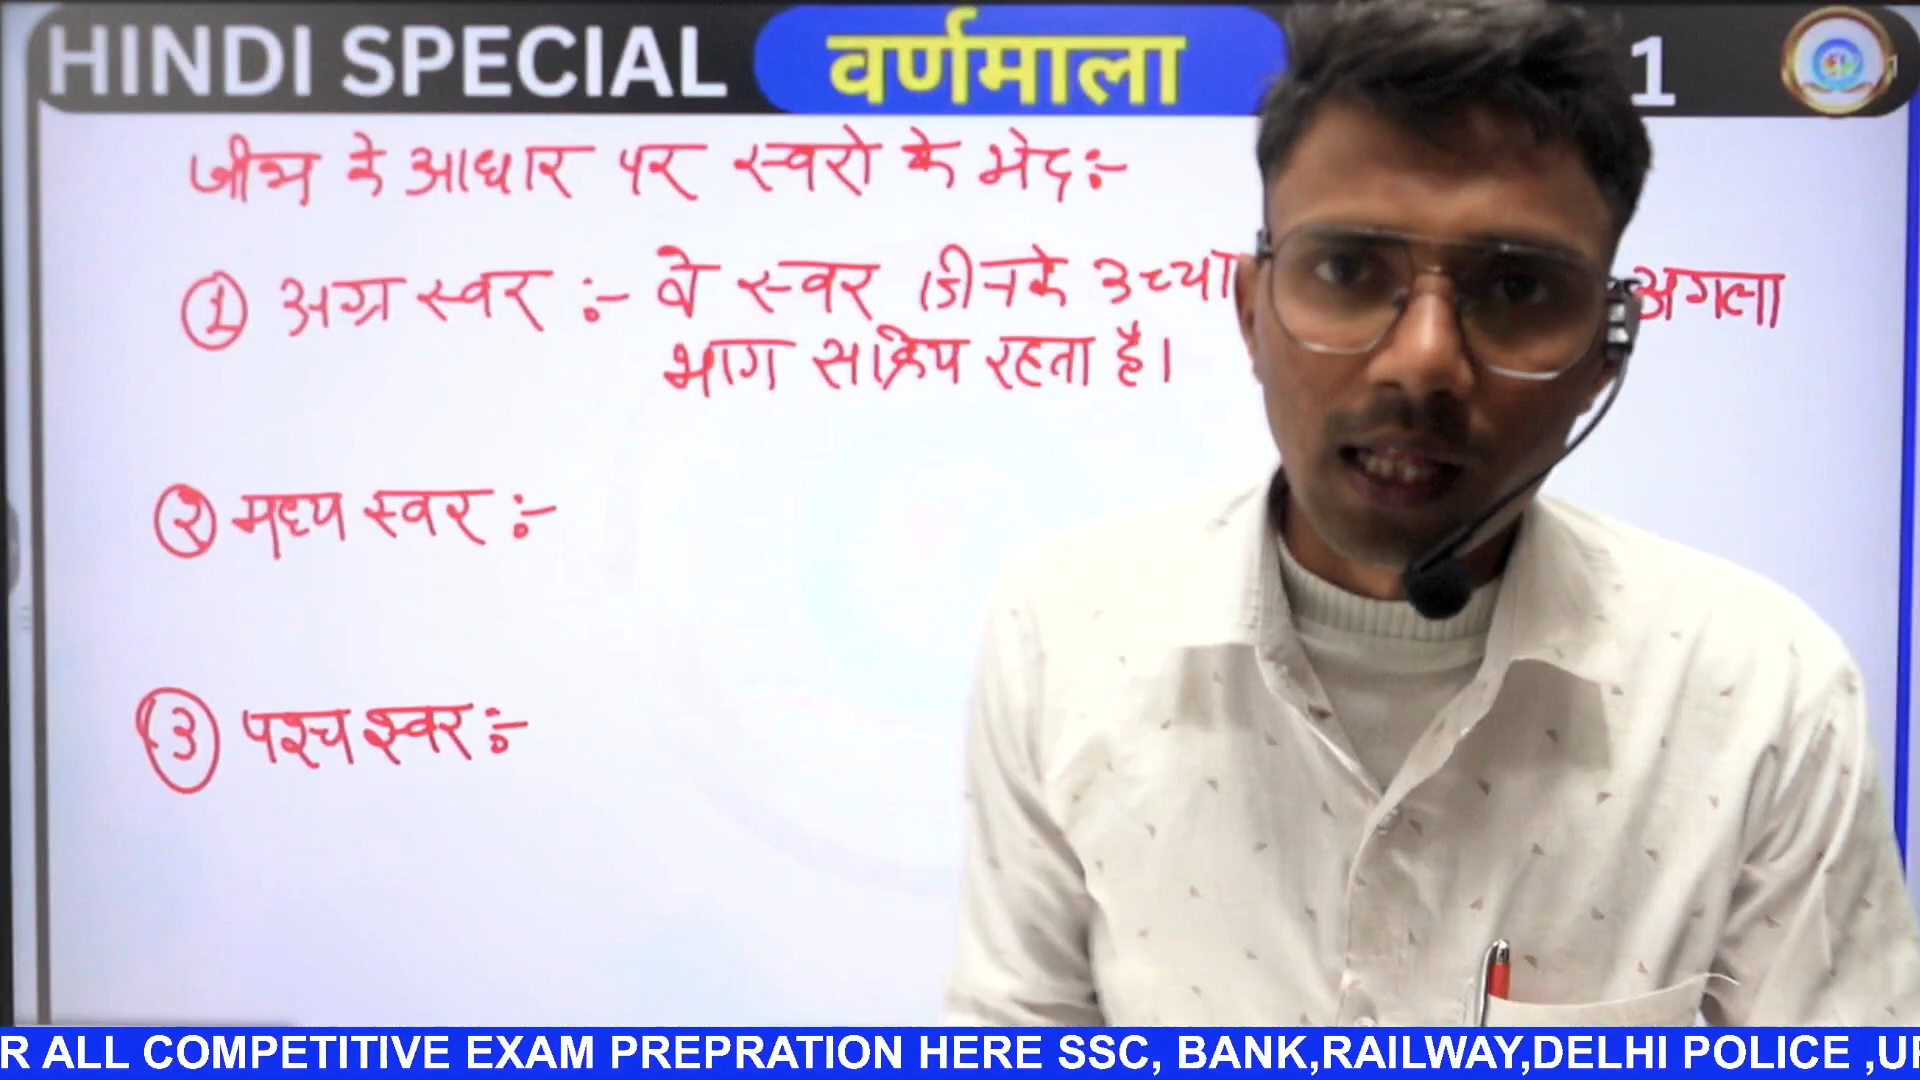 HINDI SPECIAL वर्णमाला 1
जीभ के आधार पर स्वरो के भेद:-
① अग्र स्वर :- वे स्वर जिनके उच्चा अगला
भाग सक्रिय रहता है।
② मध्य स्वर :-
③ पश्च स्वर :-
R ALL COMPETITIVE EXAM PREPRATION HERE SSC, BANK,RAILWAY,DELHI POLICE ,UP